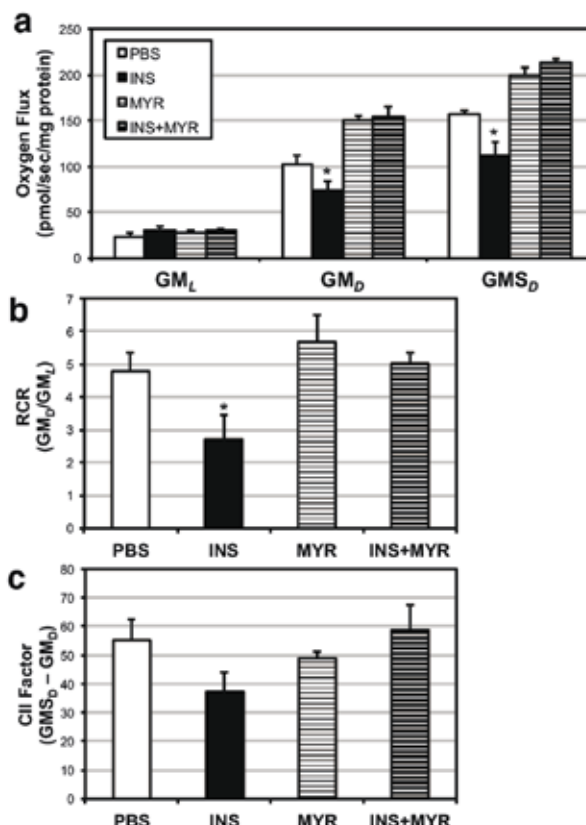 a
Oxygen Flux
(pmol/sec/mg protein)
250
200
150
100
50
0
PBS
INS
MYR
INS+MYR
*
*
GML
GMD
GMSD
b
RCR
(GMD/GML)
7
6
5
4
3
2
1
0
*
PBS INS MYR INS+MYR
c
CII Factor
(GMSD – GMD)
80
70
60
50
40
30
20
10
0
PBS INS MYR INS+MYR